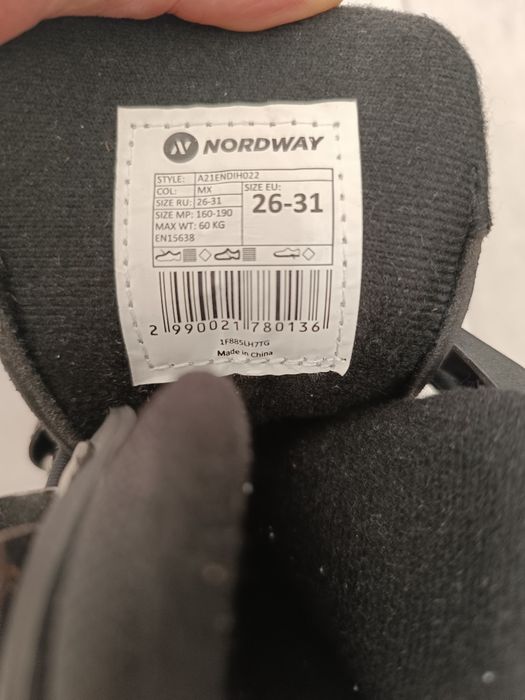 NORDWAY
STYLE: A21ENDIH022
COL: MX
SIZE RU: 26-31
SIZE MP: 160-190
MAX WT: 60 KG
EN15638
SIZE EU:
26-31
2 990021 780136
1F885LH7TG
Made in China